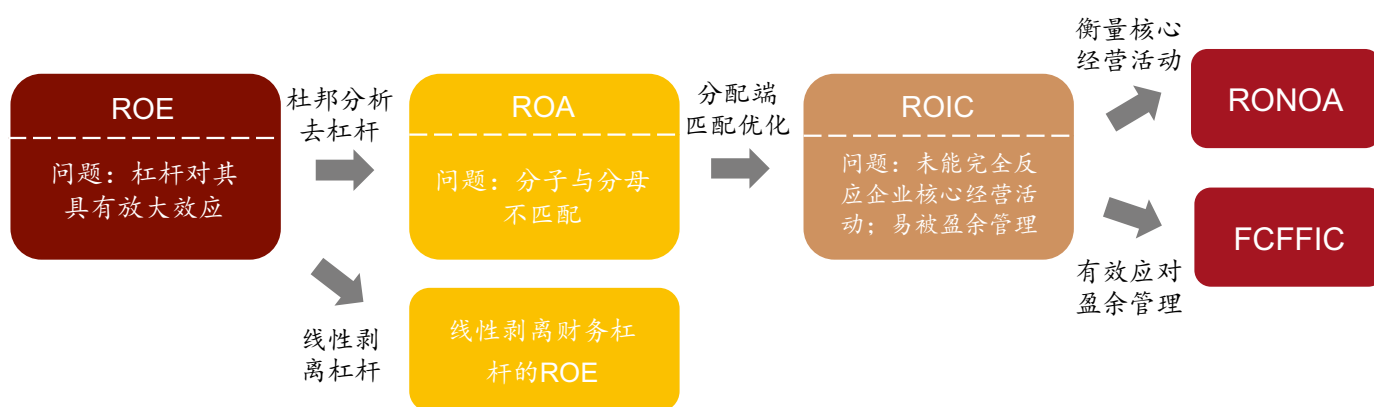 ROE
问题：杠杆对其
具有放大效应
杜邦分析
去杠杆
线性剥
离杠杆
ROA
问题：分子与分母
不匹配
线性剥离财务杠
杆的ROE
分配端
匹配优化
ROIC
问题：未能完全反
应企业核心经营活
动；易被盈余管理
衡量核心
经营活动
RONOA
有效应对
盈余管理
FCFFIC